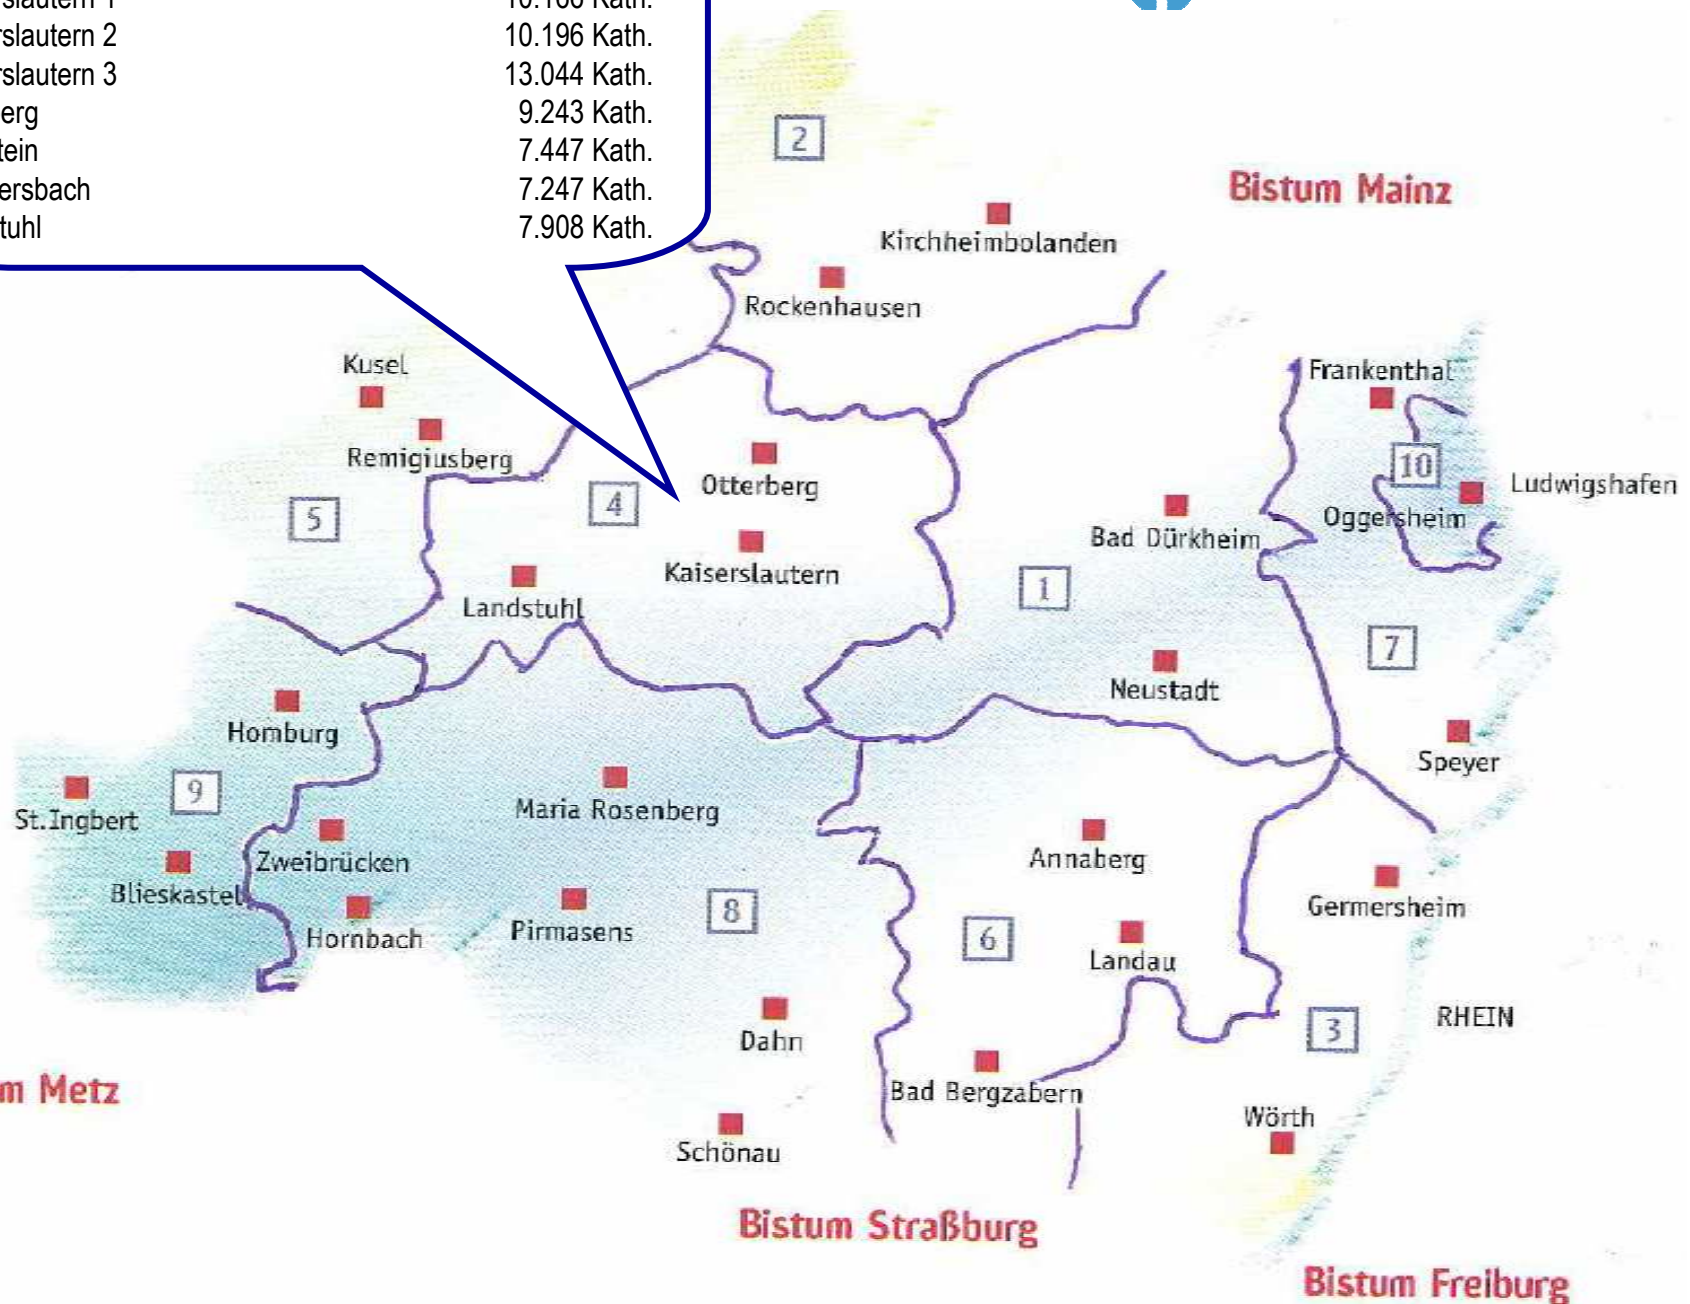 rslautern 2 10.196 Kath.
rslautern 3 13.044 Kath.
erg 9.243 Kath.
tein 7.447 Kath.
ersbach 7.247 Kath.
tuhl 7.908 Kath.
2
Bistum Mainz
Kirchheimbolanden
Rockenhausen
Kusel
Frankenthal
Remigiusberg
10
Otterberg
Ludwigshafen
4
5
Oggersheim
Bad Dürkheim
Kaiserslautern
1
Landstuhl
7
Neustadt
Homburg
Speyer
9
Maria Rosenberg
St.Ingbert
Zweibrücken
Annaberg
Blieskastel
Germersheim
8
Pirmasens
Hornbach
6
Landau
RHEIN
3
Dahn
m Metz
Bad Bergzabern
Wörth
Schönau
Bistum Straßburg
Bistum Freiburg